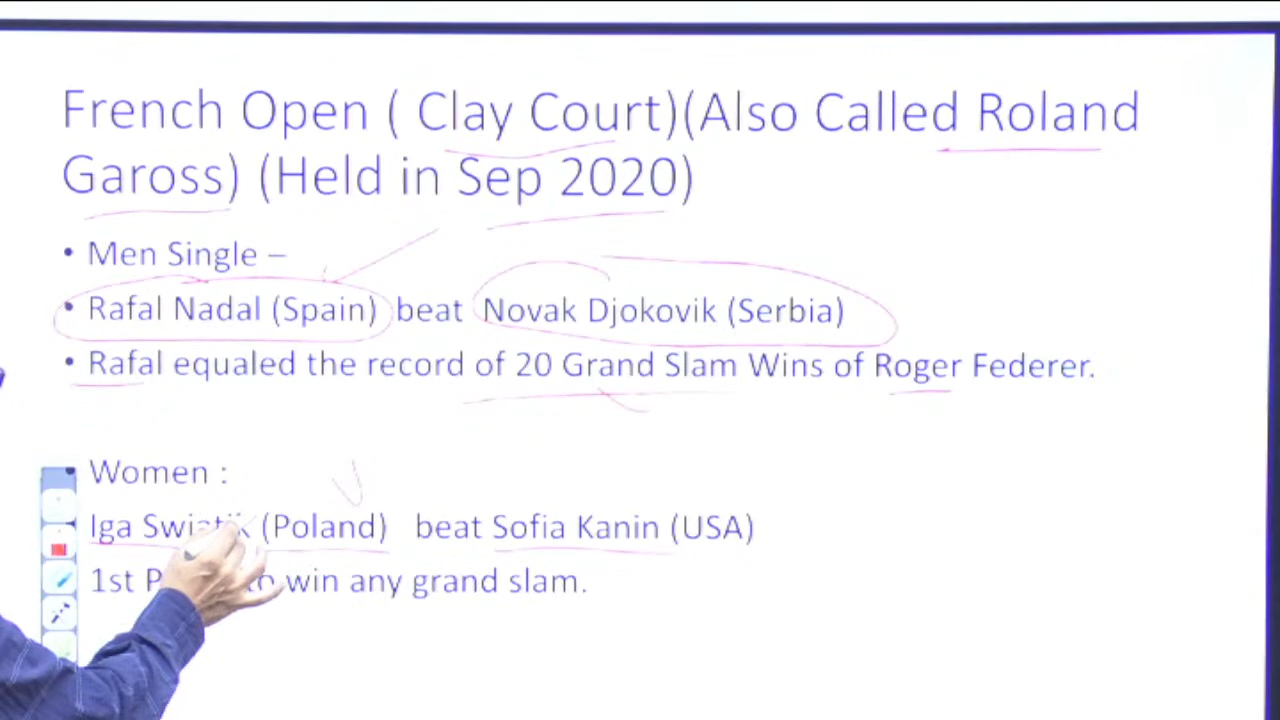 French Open ( Clay Court)(Also Called Roland
Gaross) (Held in Sep 2020)
• Men Single –
• Rafal Nadal (Spain) beat Novak Djokovik (Serbia)
• Rafal equaled the record of 20 Grand Slam Wins of Roger Federer.
Women :
Iga (Poland) beat Sofia Kanin (USA)
1st win any grand slam.